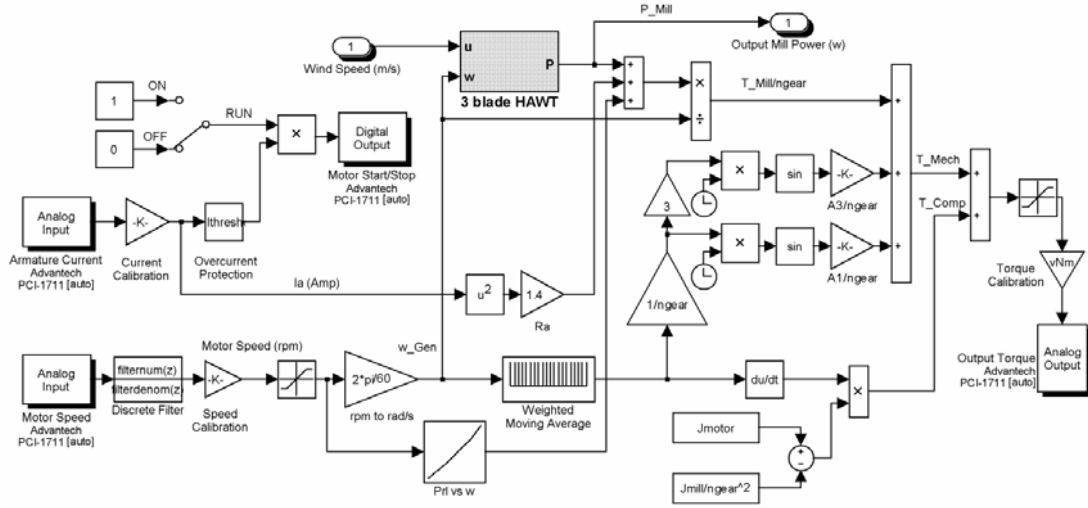 P_Mill
1
Wind Speed (m/s)
u
w
P
3 blade HAWT
1
Output Mill Power (w)
+
+
+
×
÷
T_Mill/ngear
1
ON
0
OFF
RUN
×
Digital
Output
Motor Start/Stop
Advantech
PCI-1711 [auto]
Analog
Input
Armature Current
Advantech
PCI-1711 [auto]
-K-
Current
Calibration
Ithresh
Overcurrent
Protection
Ia (Amp)
u²
1.4
Ra
3
×
sin
-K-
A3/ngear
×
sin
-K-
A1/ngear
1/ngear
+
+
+
T_Mech
T_Comp
+
+
Torque
Calibration
vNm
Analog
Output
Output Torque
Advantech
PCI-1711 [auto]
Analog
Input
Motor Speed
Advantech
PCI-1711 [auto]
filternum(z)
filterdenom(z)
Discrete Filter
-K-
Speed
Calibration
Motor Speed (rpm)
2*pi/60
rpm to rad/s
w_Gen
Weighted
Moving Average
Prl vs w
du/dt
×
Jmotor
Jmill/ngear^2
+
−